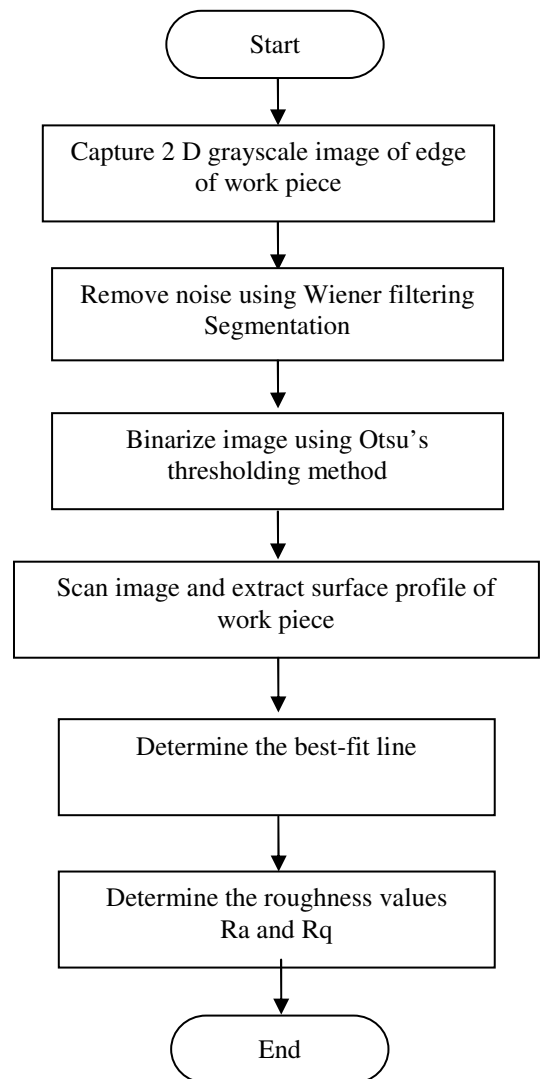 Start
Capture 2 D grayscale image of edge
of work piece
Remove noise using Wiener filtering
Segmentation
Binarize image using Otsu’s
thresholding method
Scan image and extract surface profile of
work piece
Determine the best-fit line
Determine the roughness values
Ra and Rq
End